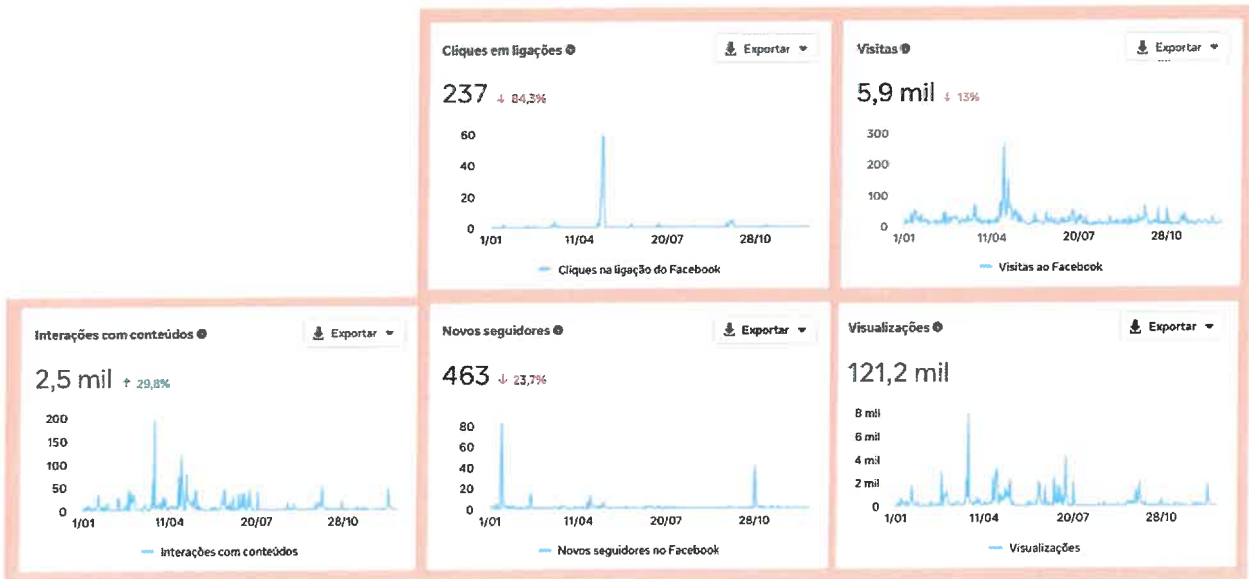 Cliques em ligações
Exportar
237 ↓ 84,3%
60
40
20
0
1/01 11/04 20/07 28/10
Cliques na ligação do Facebook
Visitas
Exportar
5,9 mil ↓ 13%
300
200
100
0
1/01 11/04 20/07 28/10
Visitas ao Facebook
Interações com conteúdos
Exportar
2,5 mil ↑ 29,8%
200
150
100
50
0
1/01 11/04 20/07 28/10
Interações com conteúdos
Novos seguidores
Exportar
463 ↓ 23,7%
80
60
40
20
0
1/01 11/04 20/07 28/10
Novos seguidores no Facebook
Visualizações
Exportar
121,2 mil
8 mil
6 mil
4 mil
2 mil
0
1/01 11/04 20/07 28/10
Visualizações